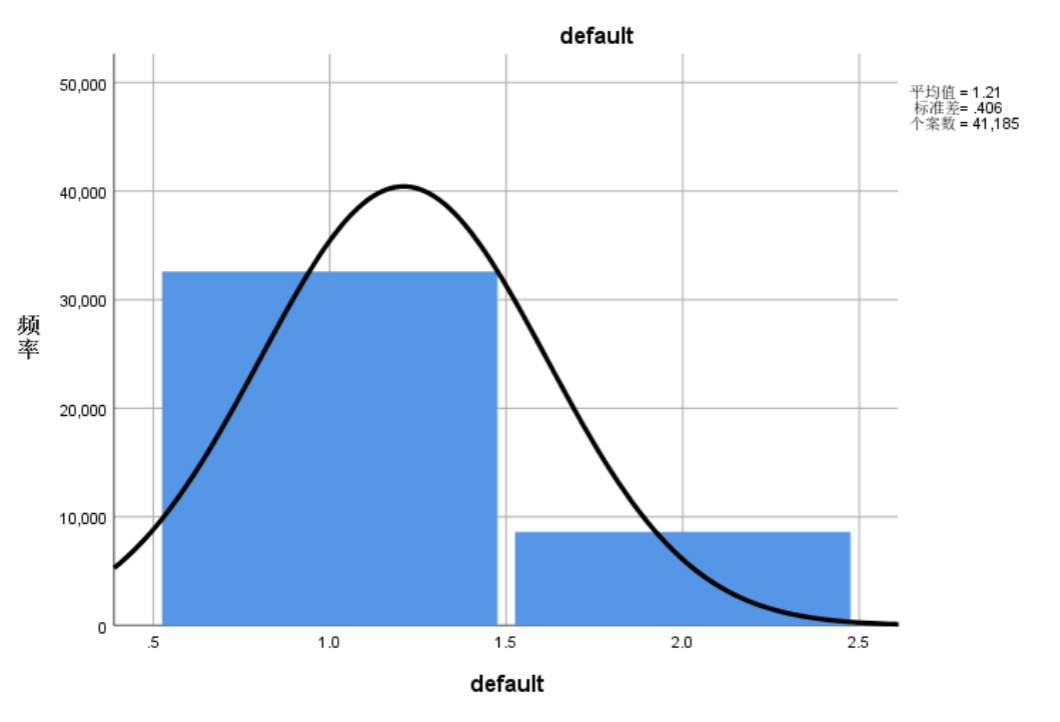 default
平均值 = 1.21
标准差= .406
个案数 = 41,185
50,000
40,000
30,000
20,000
10,000
0
频率
.5
1.0
1.5
2.0
2.5
default